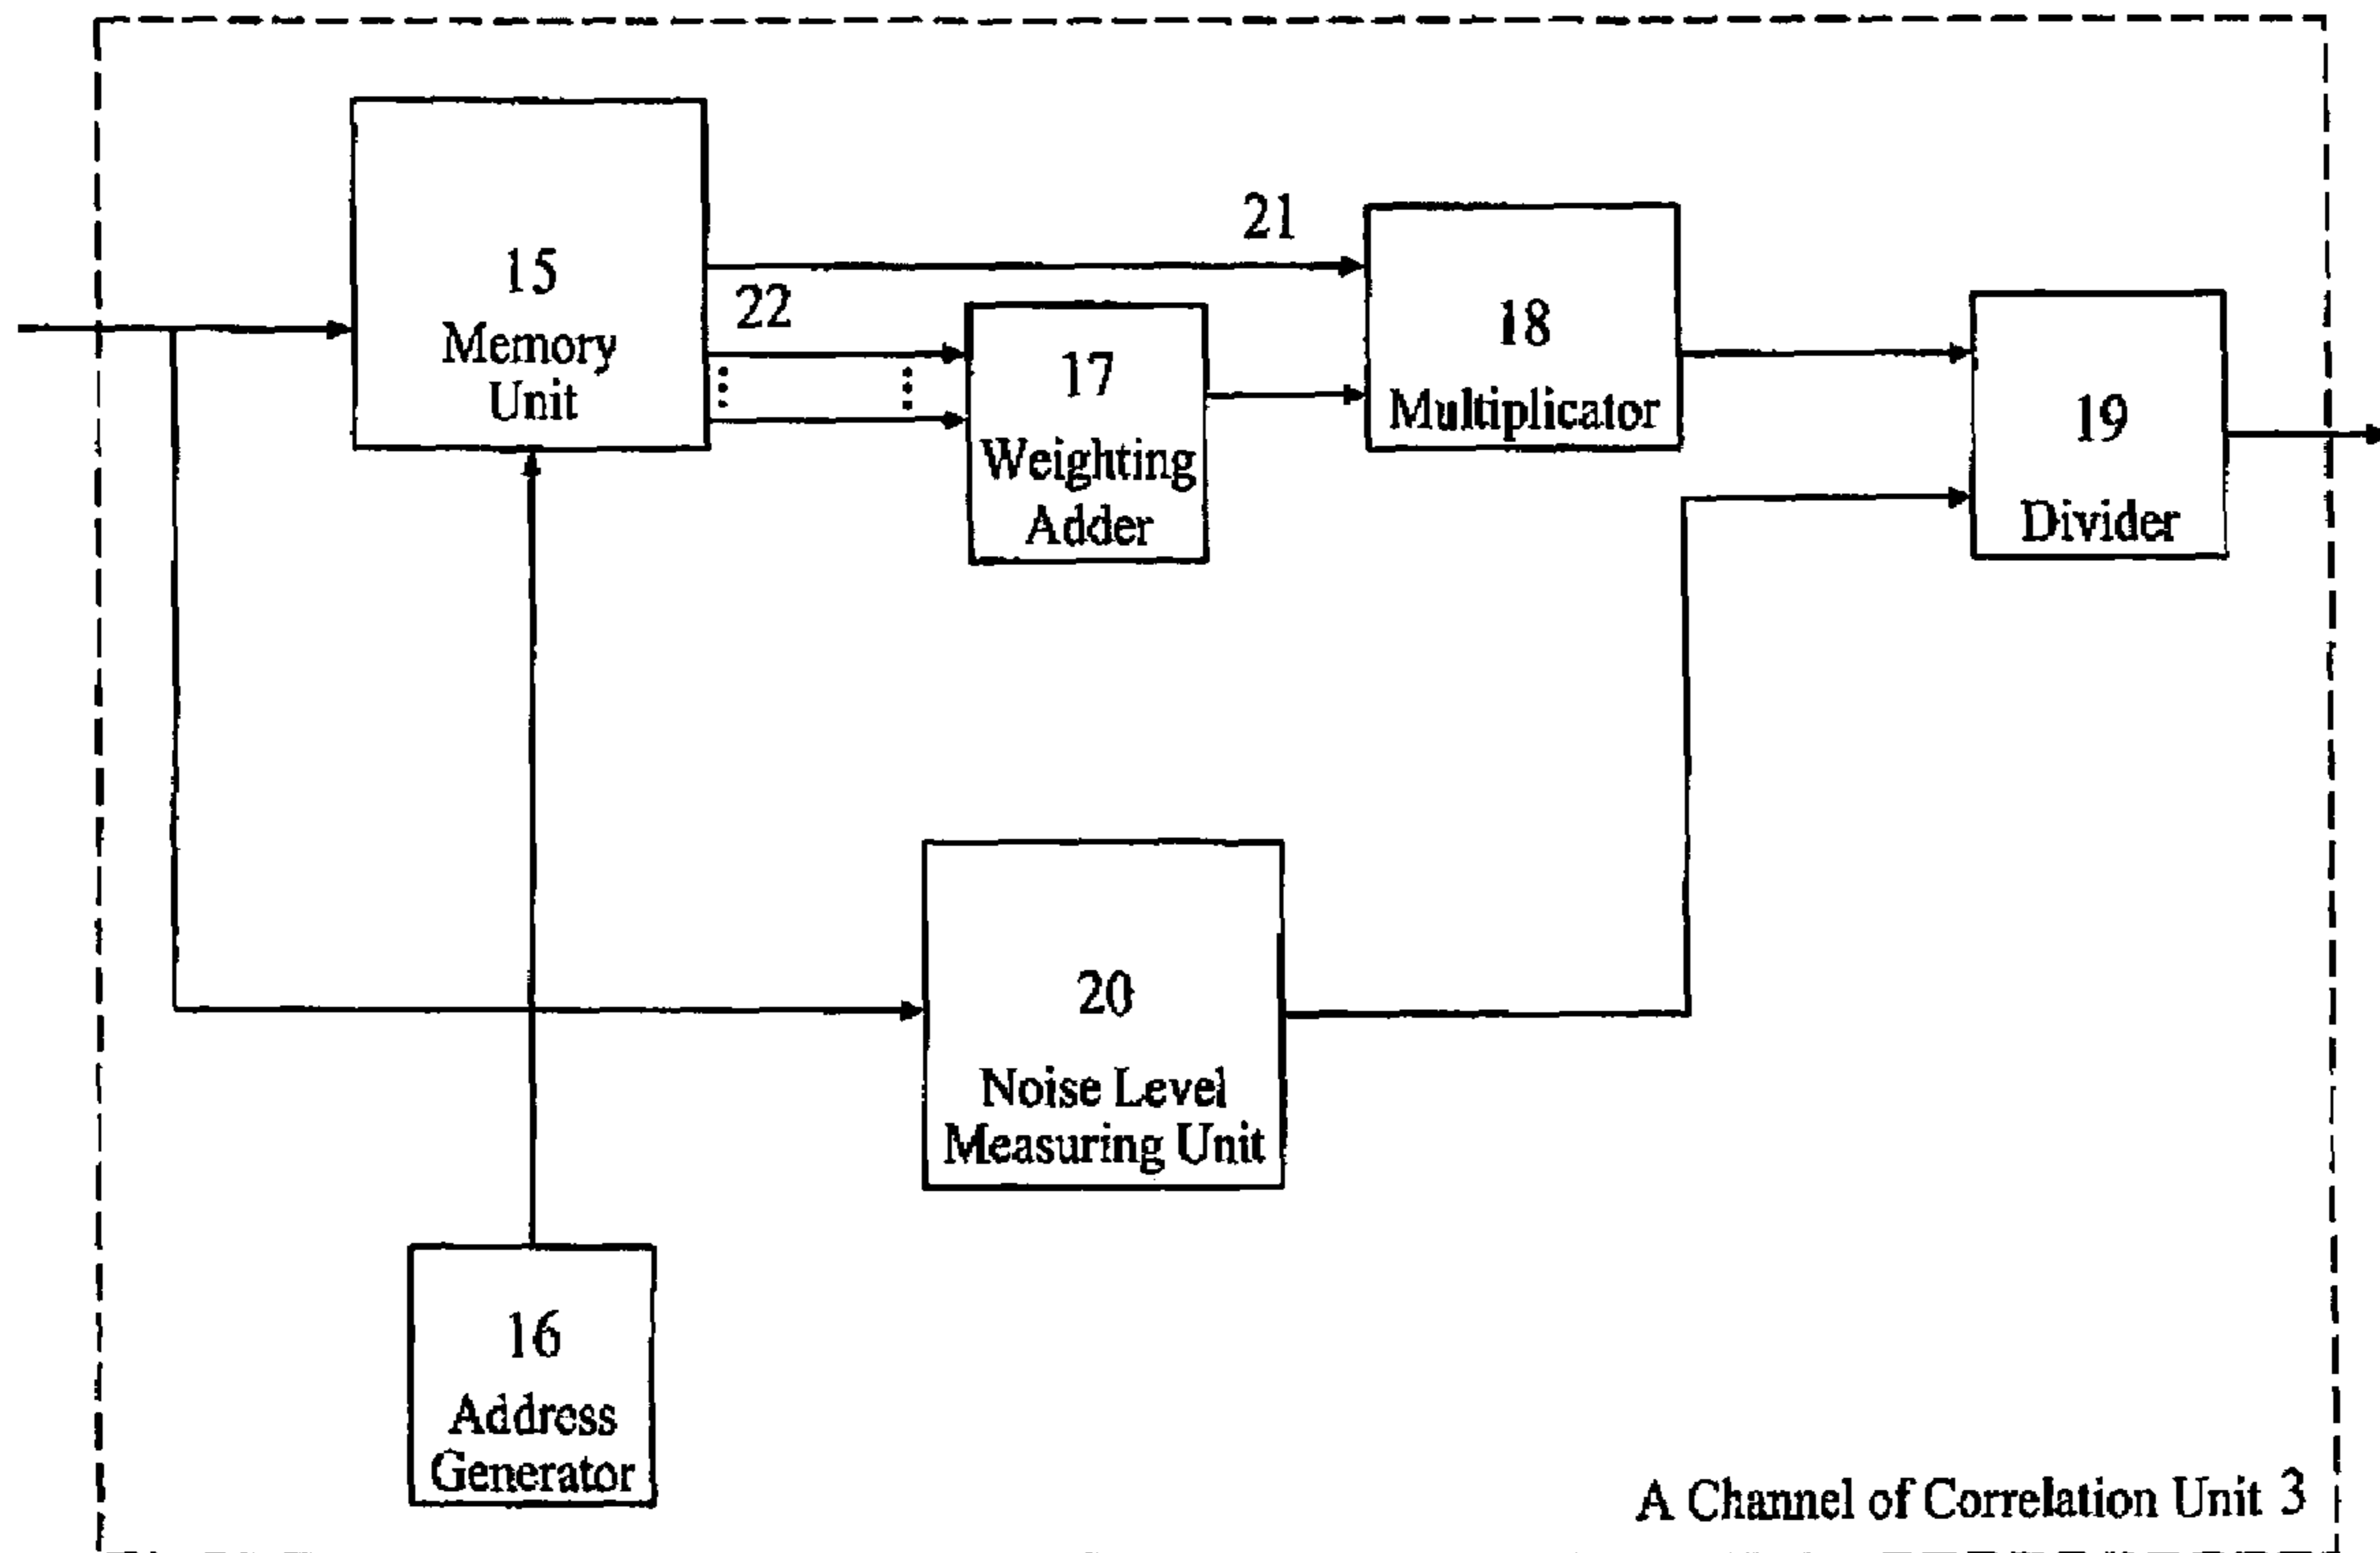 15
Memory
Unit
21
22
17
Weighting
Adder
18
Multiplicator
19
Divider
20
Noise Level
Measuring Unit
16
Address
Generator
A Channel of Correlation Unit 3